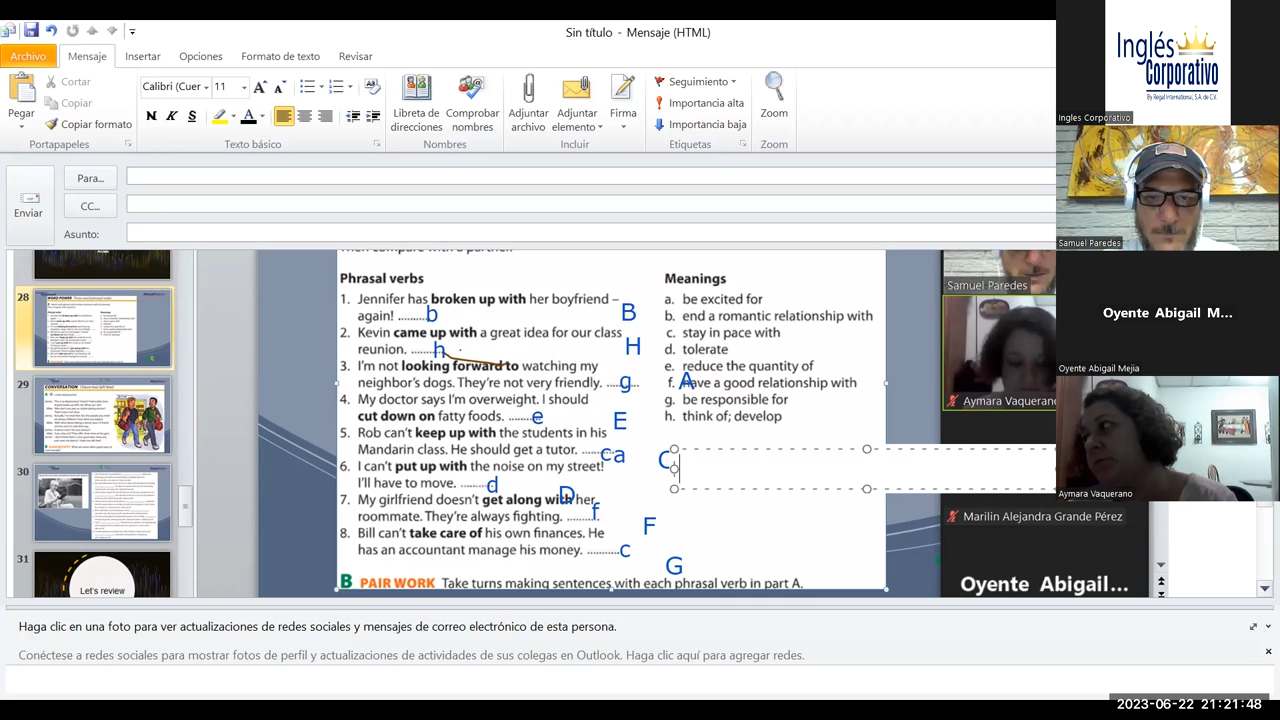 Sin título - Mensaje (HTML)
Archivo Mensaje Insertar Opciones Formato de texto Revisar
Pegar
Cortar
Copiar
Copiar formato
Portapapeles
Calibri (Cuer 11
N K S
Texto básico
Libreta de direcciones
Comprobar nombres
Nombres
Adjuntar archivo
Adjuntar elemento
Firma
Incluir
Seguimiento
Importancia alta
Importancia baja
Etiquetas
Zoom
Zoom
Enviar
Para...
CC...
Asunto:
28
29
30
31
Let's review
Phrasal verbs
1. Jennifer has broken up with her boyfriend –
again! ........ b B
2. Kevin came up with a great idea for our class
reunion. ........ h H
3. I'm not looking forward to watching my
neighbor's dogs. They're not very friendly. ........ g A
4. My doctor says I'm overweight. I should
cut down on fatty foods. ........ e E
5. Rob can't keep up with the students in his
Mandarin class. He should get a tutor. ........ ca C
6. I can't put up with the noise on my street!
I'll have to move. ........ d D
7. My girlfriend doesn't get along with her
roommate. They're always fighting. ........ f F
8. Bill can't take care of his own finances. He
has an accountant manage his money. ........ c G
Meanings
a. be excited for
b. end a romantic relationship with
c. stay in pace with
d. tolerate
e. reduce the quantity of
f. have a good relationship with
g. be responsible for
h. think of; develop
B PAIR WORK Take turns making sentences with each phrasal verb in part A.
Samuel Paredes
Aymara Vaquerano
Marilin Alejandra Grande Pérez
Oyente Abigail...
Inglés
Corporativo
By Regal International, S.A. de C.V.
Ingles Corporativo
Samuel Paredes
Oyente Abigail M...
Oyente Abigail Mejia
Aymara Vaquerano
Haga clic en una foto para ver actualizaciones de redes sociales y mensajes de correo electrónico de esta persona.
Conéctese a redes sociales para mostrar fotos de perfil y actualizaciones de actividades de sus colegas en Outlook. Haga clic aquí para agregar redes.
2023-06-22 21:21:48